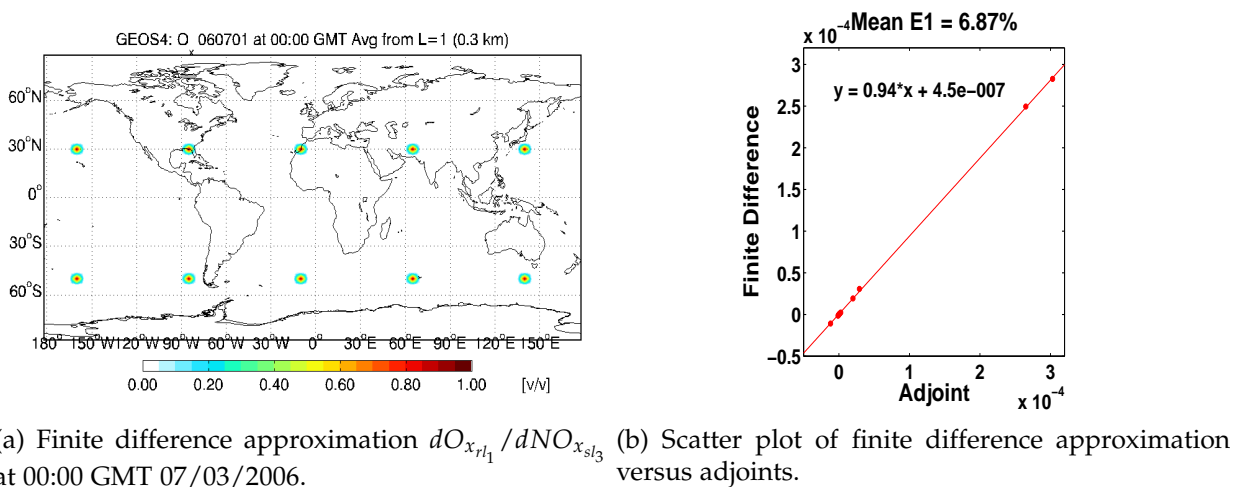 GEOS4: O_x 060701 at 00:00 GMT Avg from L=1 (0.3 km)
60°N
30°N
0°
30°S
60°S
180° 150°W 120°W 90°W 60°W 30°W 0° 30°E 60°E 90°E 120°E 150°E
0.00 0.20 0.40 0.60 0.80 1.00 [v/v]
x 10⁻⁴ Mean E1 = 6.87%
y = 0.94*x + 4.5e−007
Finite Difference
3
2.5
2
1.5
1
0.5
0
−0.5
0 1 2 3
Adjoint
x 10⁻⁴
(a) Finite difference approximation dO_{x_{rl_1}}/dNO_{x_{sl_3}}
at 00:00 GMT 07/03/2006.
(b) Scatter plot of finite difference approximation
versus adjoints.